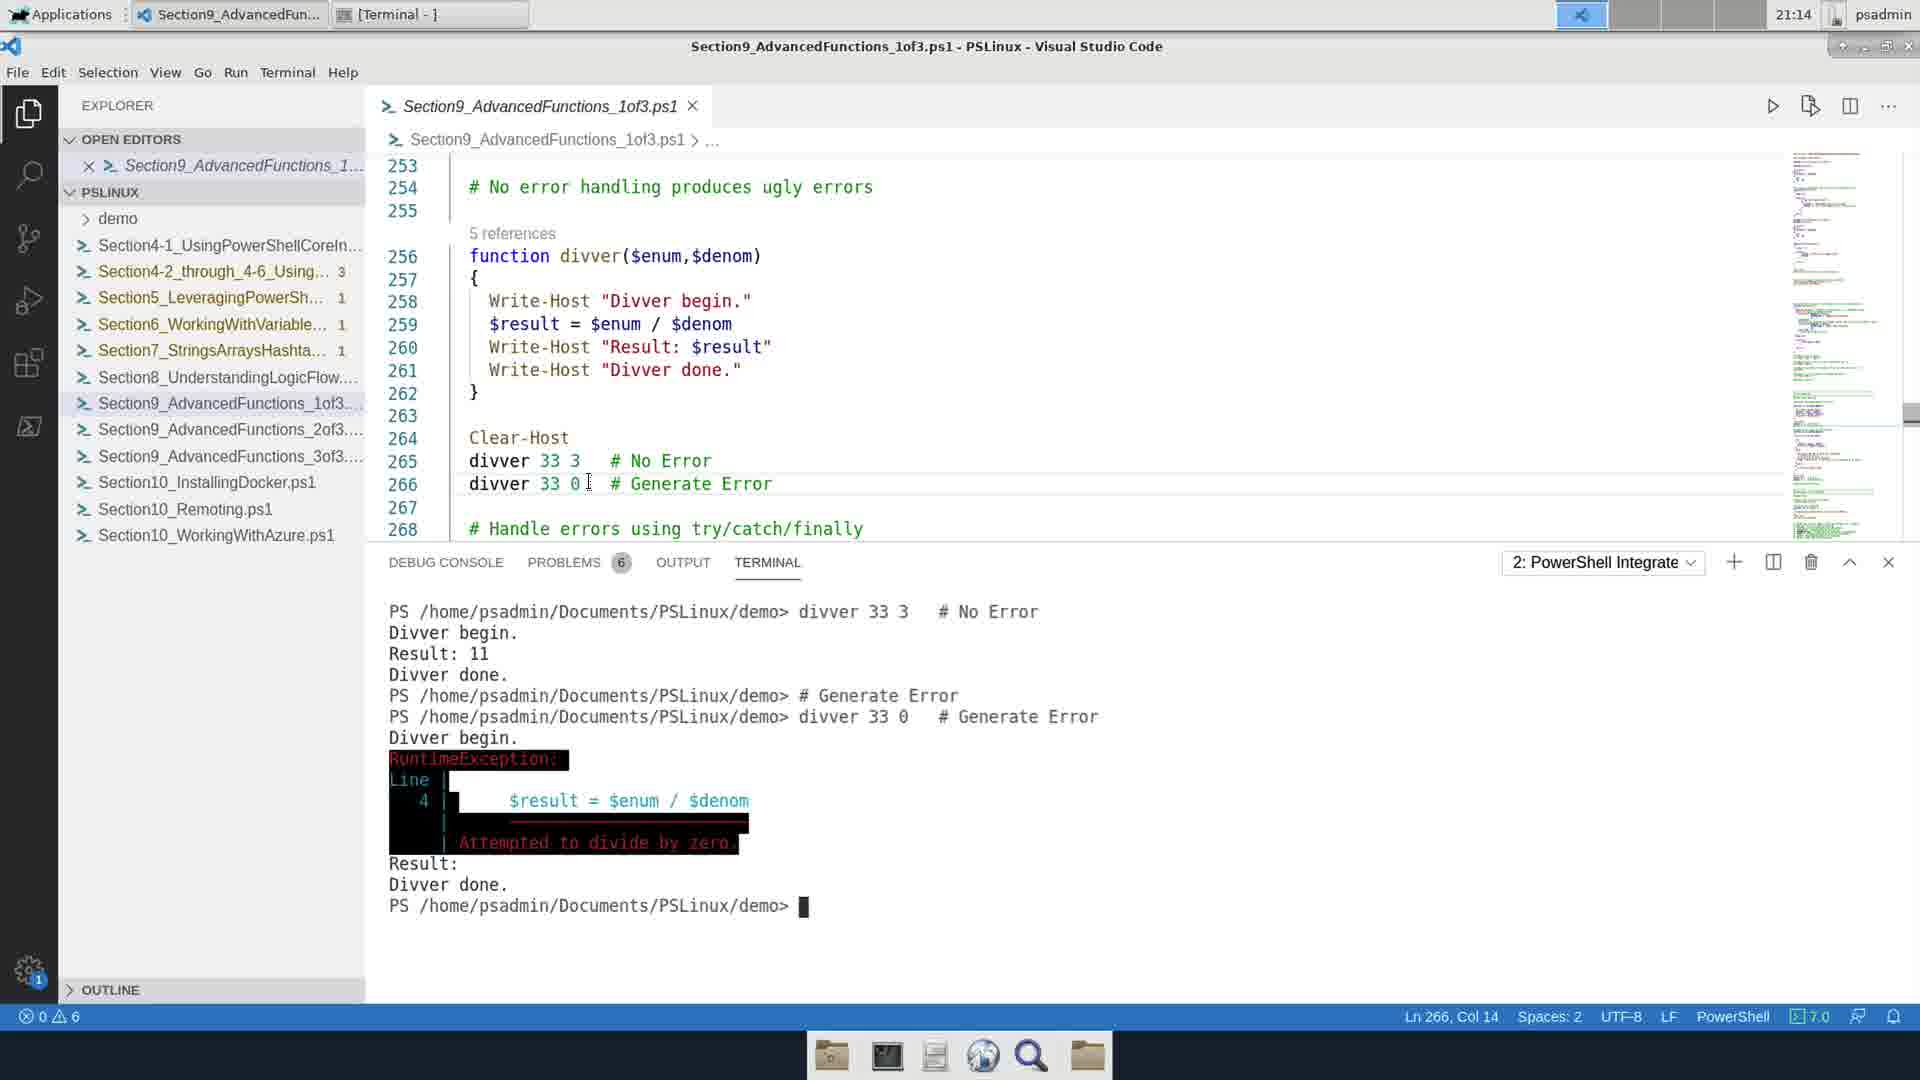 Applications
Section9_AdvancedFun...
[Terminal - ]
21:14
psadmin
Section9_AdvancedFunctions_1of3.ps1 - PSLinux - Visual Studio Code
File Edit Selection View Go Run Terminal Help
EXPLORER
OPEN EDITORS
Section9_AdvancedFunctions_1...
PSLINUX
demo
Section4-1_UsingPowerShellCoreIn...
Section4-2_through_4-6_Using... 3
Section5_LeveragingPowerSh... 1
Section6_WorkingWithVariable... 1
Section7_StringsArraysHashta... 1
Section8_UnderstandingLogicFlow....
Section9_AdvancedFunctions_1of3....
Section9_AdvancedFunctions_2of3....
Section9_AdvancedFunctions_3of3....
Section10_InstallingDocker.ps1
Section10_Remoting.ps1
Section10_WorkingWithAzure.ps1
OUTLINE
1
Section9_AdvancedFunctions_1of3.ps1
Section9_AdvancedFunctions_1of3.ps1 > ...
253
254 # No error handling produces ugly errors
255
5 references
256 function divver($enum,$denom)
257 {
258 Write-Host "Divver begin."
259 $result = $enum / $denom
260 Write-Host "Result: $result"
261 Write-Host "Divver done."
262 }
263
264 Clear-Host
265 divver 33 3 # No Error
266 divver 33 0 # Generate Error
267
268 # Handle errors using try/catch/finally
DEBUG CONSOLE PROBLEMS 6 OUTPUT TERMINAL
2: PowerShell Integrate
PS /home/psadmin/Documents/PSLinux/demo> divver 33 3 # No Error
Divver begin.
Result: 11
Divver done.
PS /home/psadmin/Documents/PSLinux/demo> # Generate Error
PS /home/psadmin/Documents/PSLinux/demo> divver 33 0 # Generate Error
Divver begin.
RuntimeException:
Line |
4 | $result = $enum / $denom
|
| Attempted to divide by zero.
Result:
Divver done.
PS /home/psadmin/Documents/PSLinux/demo>
0 6
Ln 266, Col 14 Spaces: 2 UTF-8 LF PowerShell 7.0